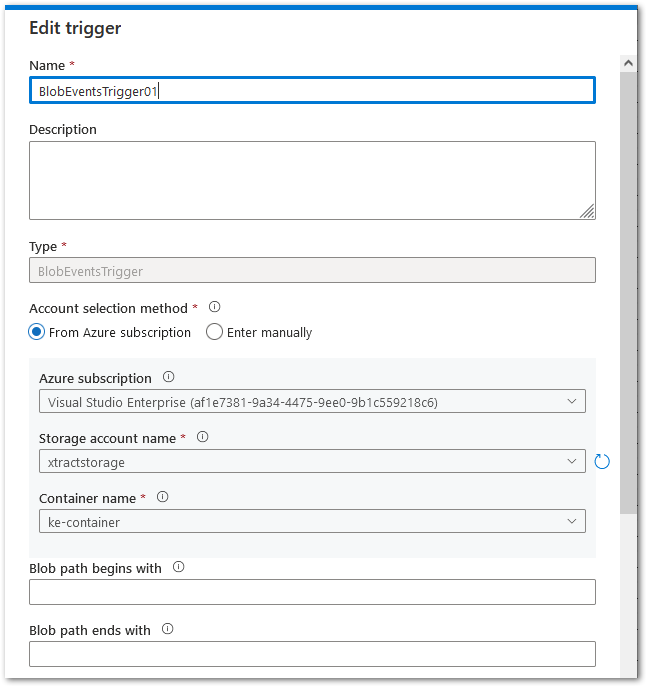 Edit trigger
Name *
BlobEventsTrigger01
Description
Type *
BlobEventsTrigger
Account selection method *
From Azure subscription Enter manually
Azure subscription
Visual Studio Enterprise (af1e7381-9a34-4475-9ee0-9b1c559218c6)
Storage account name *
xtractstorage
Container name *
ke-container
Blob path begins with
Blob path ends with